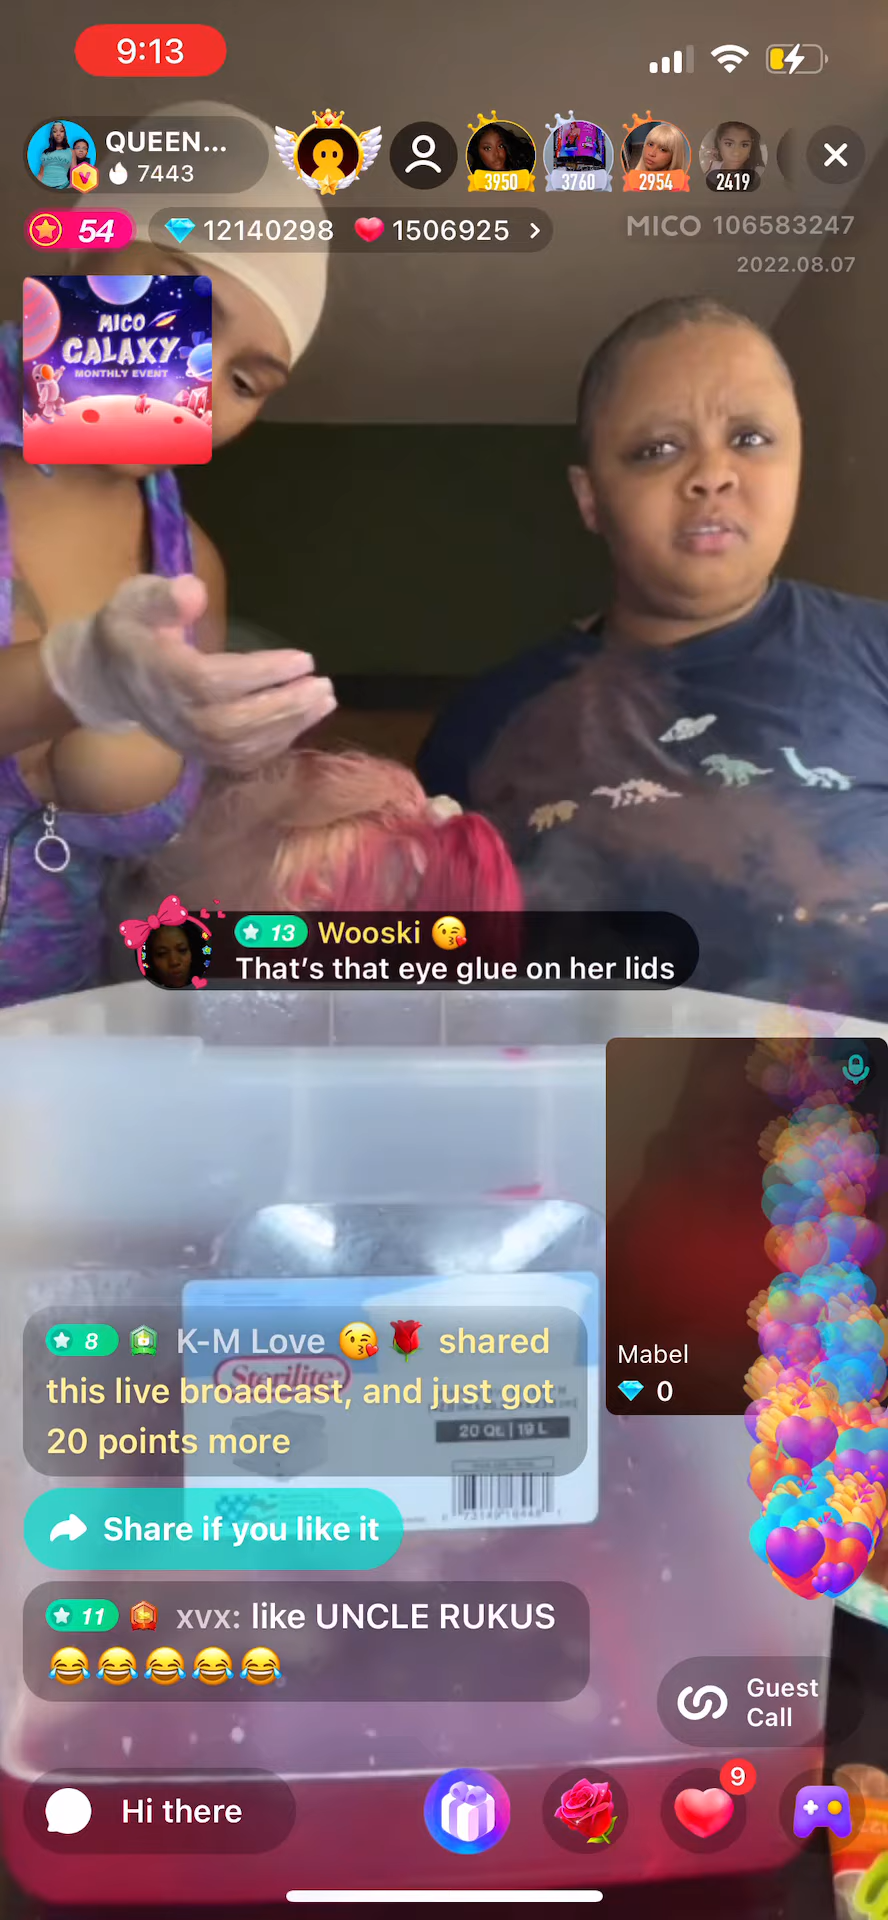 9:13
QUEEN...
7443
3950
3760
2954
2419
54
12140298
1506925
MICO 106583247
2022.08.07
MICO
GALAXY
MONTHLY EVENT
13 Wooski 😘
That's that eye glue on her lids
Mabel
0
8 K-M Love 😘🌹 shared
this live broadcast, and just got
20 points more
Sterilite
20 Qt. | 19 L
Share if you like it
11 xvx: like UNCLE RUKUS
😂😂😂😂😂
Guest
Call
Hi there
9